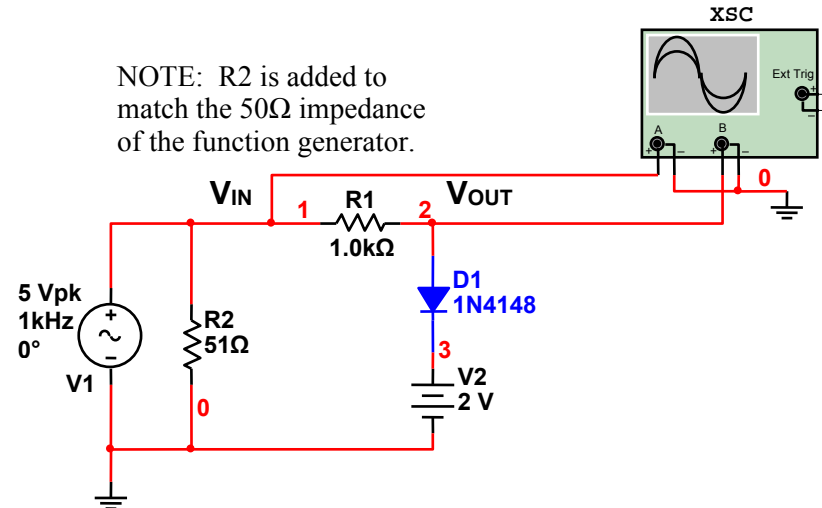 XSC
NOTE: R2 is added to
match the 50Ω impedance
of the function generator.
Ext Trig
+
–
A
B
+
–
+
–
0
VIN
VOUT
1
R1
2
1.0kΩ
D1
1N4148
5 Vpk
1kHz
0°
+
–
V1
R2
51Ω
3
V2
2 V
0